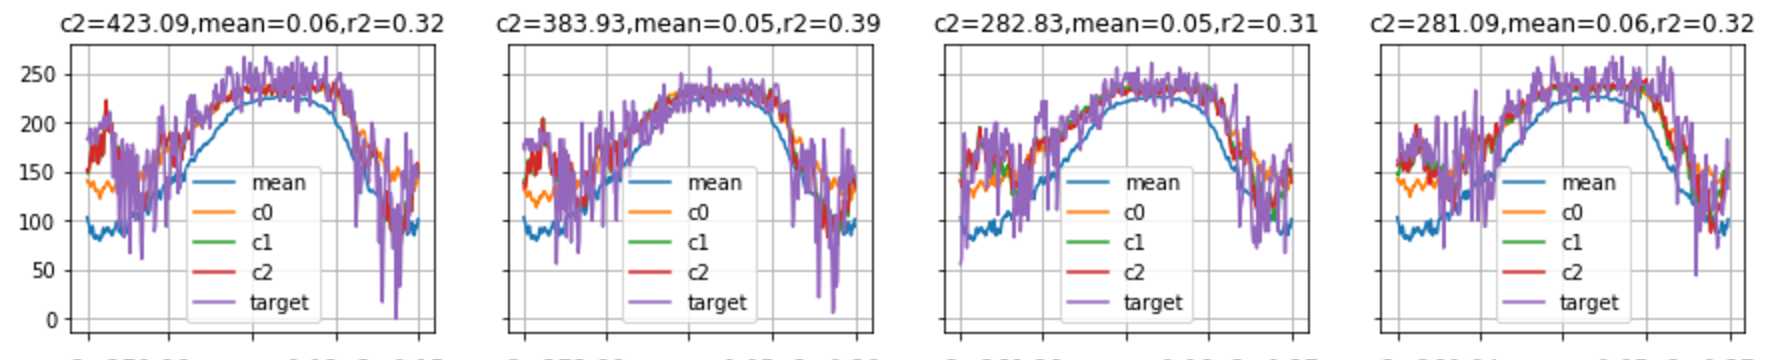 c2=423.09,mean=0.06,r2=0.32
c2=383.93,mean=0.05,r2=0.39
c2=282.83,mean=0.05,r2=0.31
c2=281.09,mean=0.06,r2=0.32
250
200
150
100
50
0
mean
c0
c1
c2
target
mean
c0
c1
c2
target
mean
c0
c1
c2
target
mean
c0
c1
c2
target